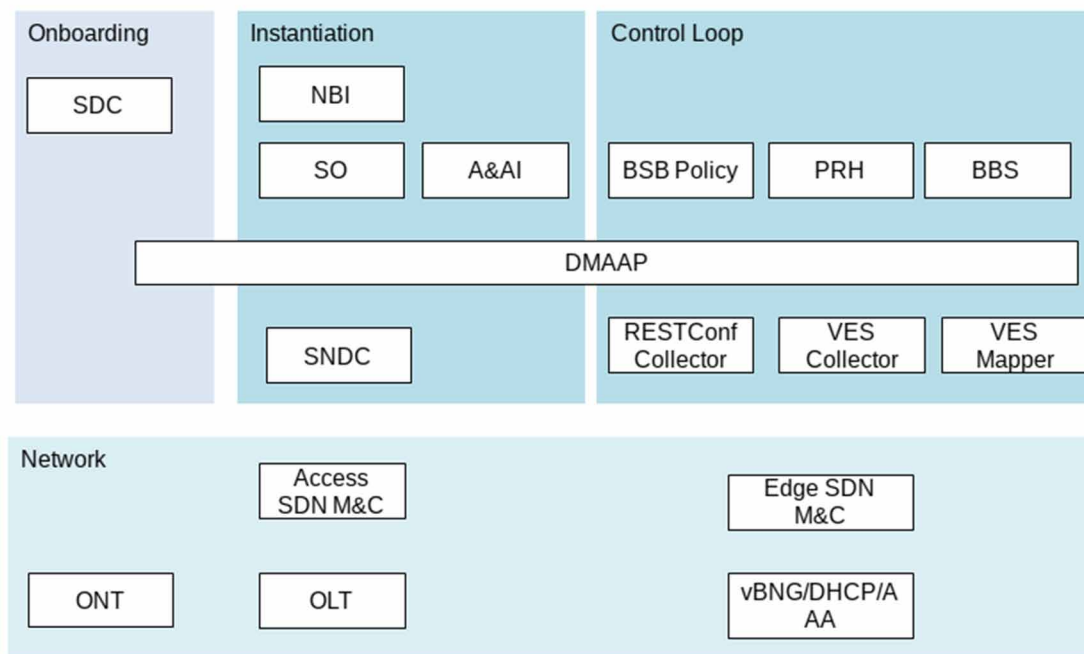 Onboarding
Instantiation
Control Loop
SDC
NBI
SO
A&AI
BSB Policy
PRH
BBS
DMAAP
SNDC
RESTConf
Collector
VES
Collector
VES
Mapper
Network
Access
SDN M&C
Edge SDN
M&C
ONT
OLT
vBNG/DHCP/A
AA